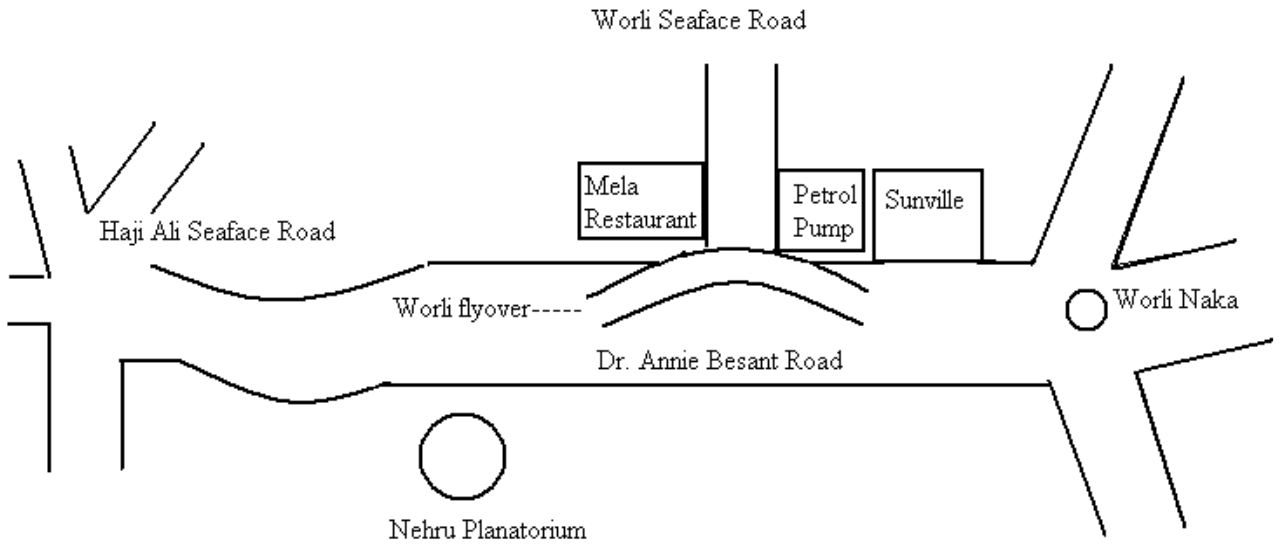 Worli Seaface Road
Mela
Restaurant
Petrol
Pump
Sunville
Haji Ali Seaface Road
Worli flyover-----
Worli Naka
Dr. Annie Besant Road
Nehru Planatorium